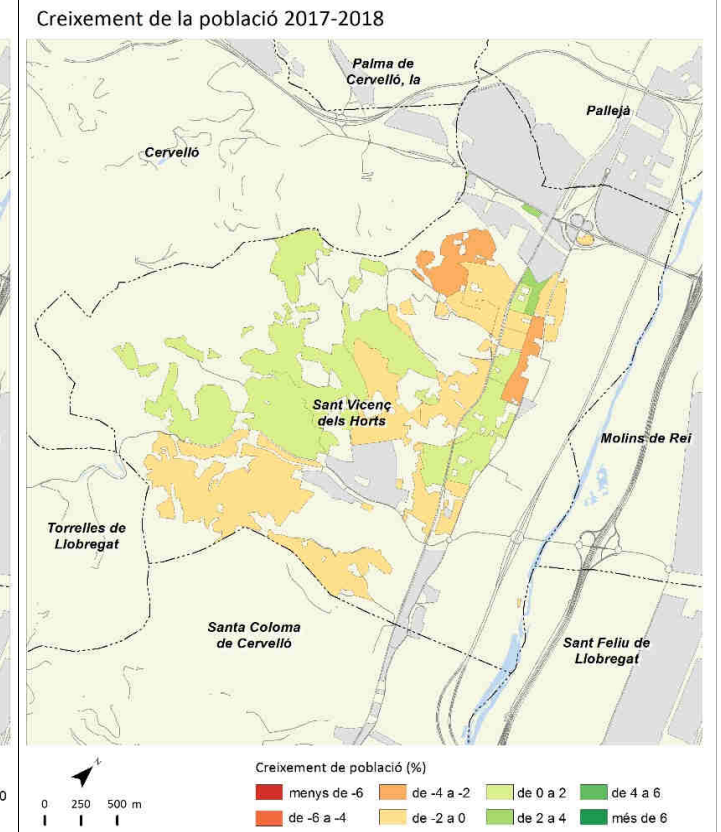 Creixement de la població 2017-2018
Palma de
Cervelló, la
Pallejà
Cervelló
Sant Vicenç
dels Horts
Molins de Rei
Torrelles de
Llobregat
Santa Coloma
de Cervelló
Sant Feliu de
Llobregat
N
0 250 500 m
0
Creixement de població (%)
menys de -6
de -4 a -2
de 0 a 2
de 4 a 6
de -6 a -4
de -2 a 0
de 2 a 4
més de 6